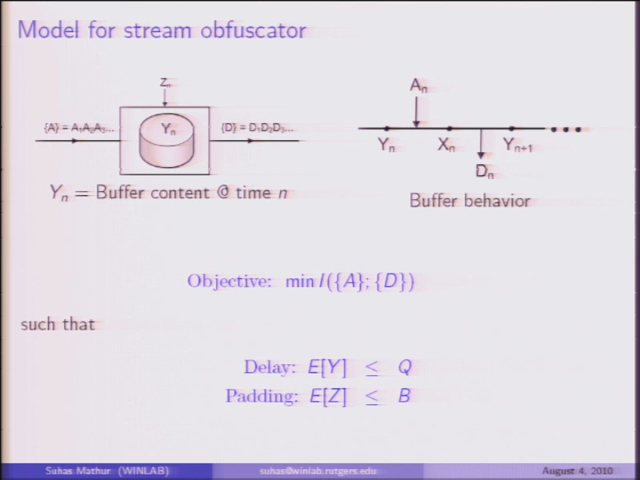 Model for stream obfuscator
Zn
{A} = A1A2A3...
Yn
{D} = D1D2D3...
An
Yn
Xn
Yn+1
Dn
Yn = Buffer content @ time n
Buffer behavior
Objective: min I({A}; {D})
such that
Delay: E[Y] ≤ Q
Padding: E[Z] ≤ B
Suhas Mathur (WINLAB)
suhas@winlab.rutgers.edu
August 4, 2010